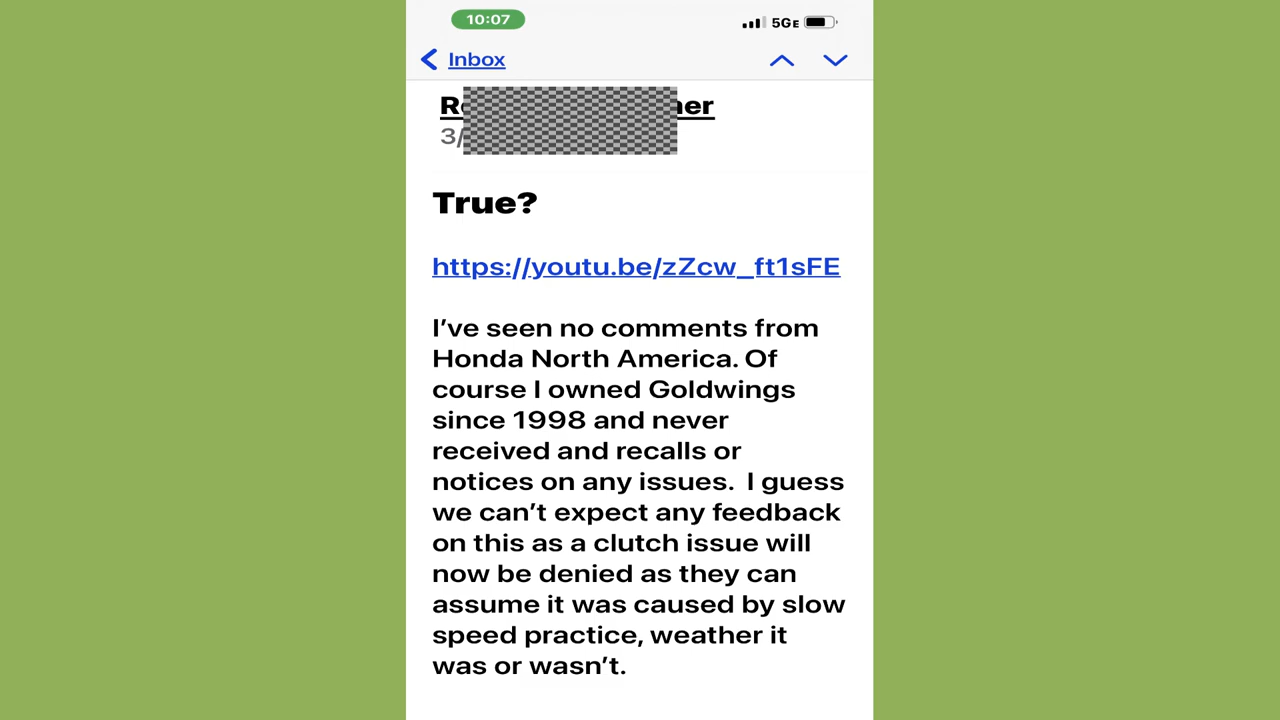 10:07
5GE
Inbox
3/
True?
https://youtu.be/zZcw_ft1sFE
I've seen no comments from
Honda North America. Of
course I owned Goldwings
since 1998 and never
received and recalls or
notices on any issues.  I guess
we can't expect any feedback
on this as a clutch issue will
now be denied as they can
assume it was caused by slow
speed practice, weather it
was or wasn't.